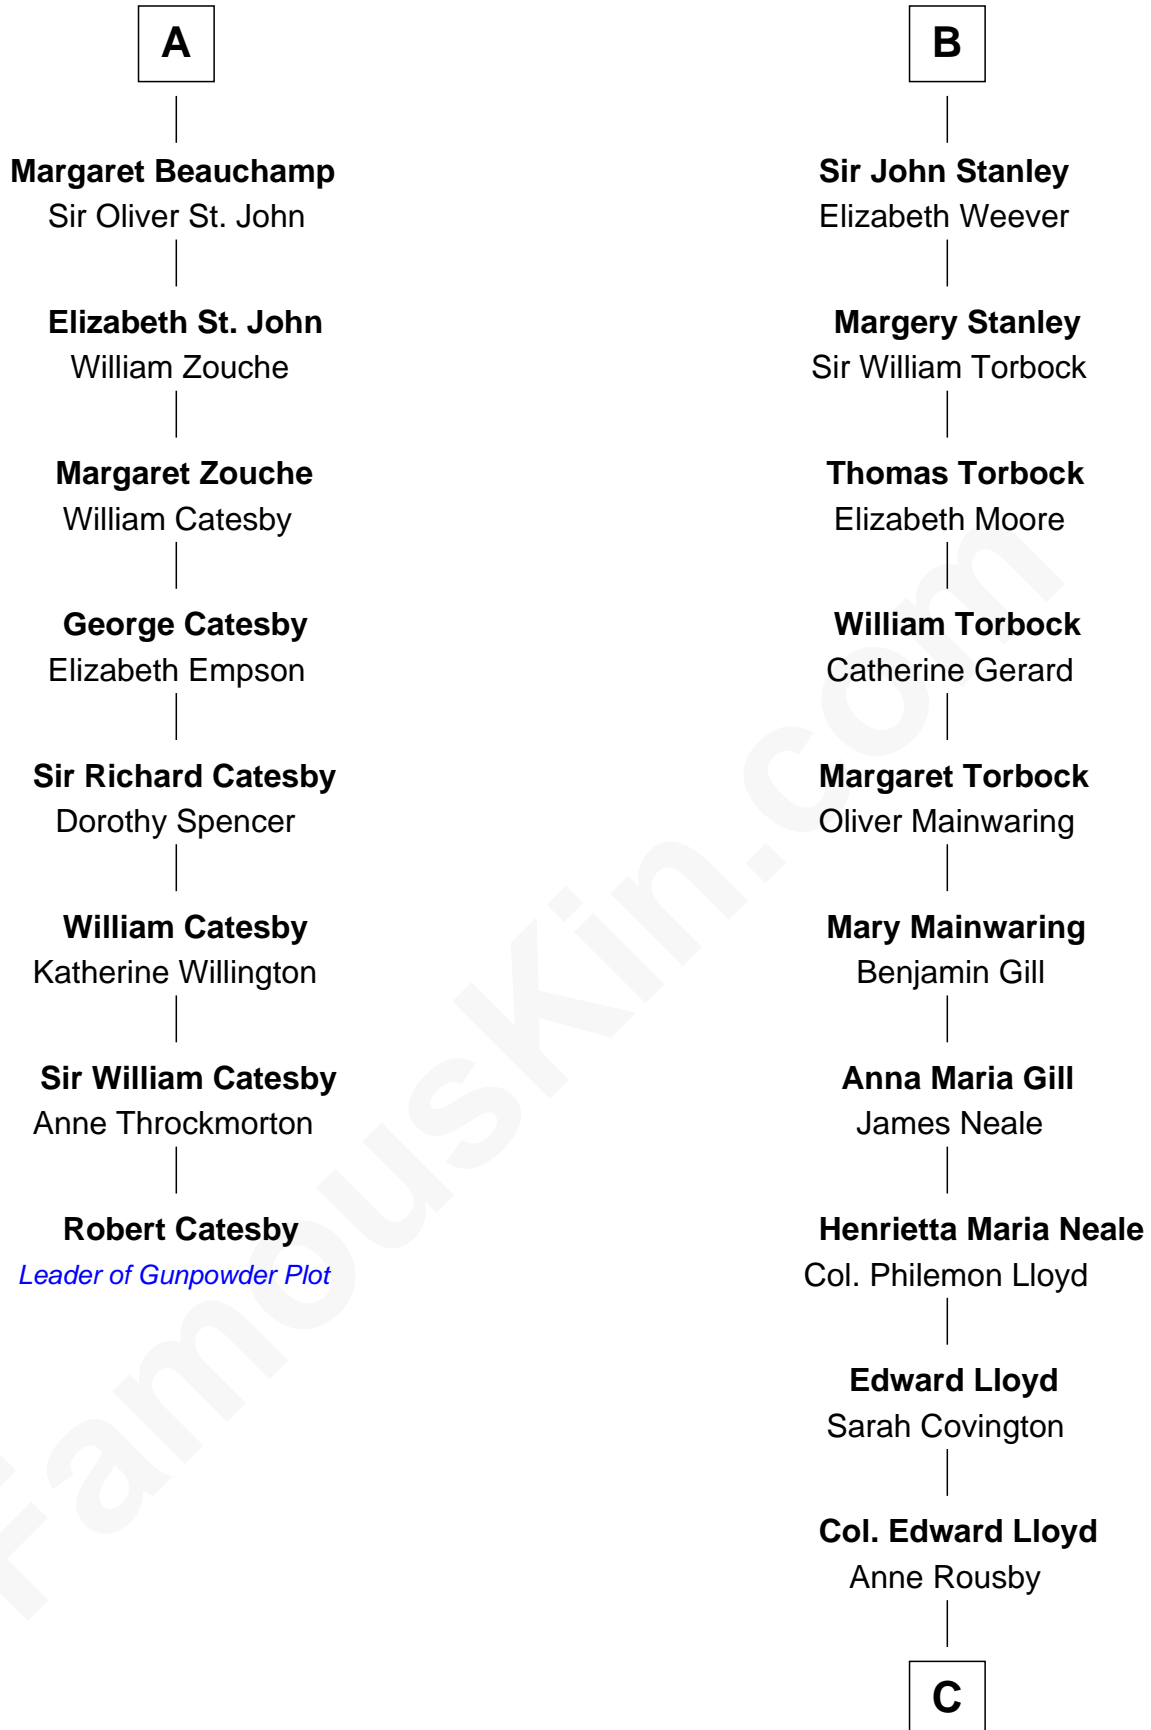 A
Margaret Beauchamp
Sir Oliver St. John
Elizabeth St. John
William Zouche
Margaret Zouche
William Catesby
George Catesby
Elizabeth Empson
Sir Richard Catesby
Dorothy Spencer
William Catesby
Katherine Willington
Sir William Catesby
Anne Throckmorton
Robert Catesby
Leader of Gunpowder Plot
B
Sir John Stanley
Elizabeth Weever
Margery Stanley
Sir William Torbock
Thomas Torbock
Elizabeth Moore
William Torbock
Catherine Gerard
Margaret Torbock
Oliver Mainwaring
Mary Mainwaring
Benjamin Gill
Anna Maria Gill
James Neale
Henrietta Maria Neale
Col. Philemon Lloyd
Edward Lloyd
Sarah Covington
Col. Edward Lloyd
Anne Rousby
C
FamousKin.com